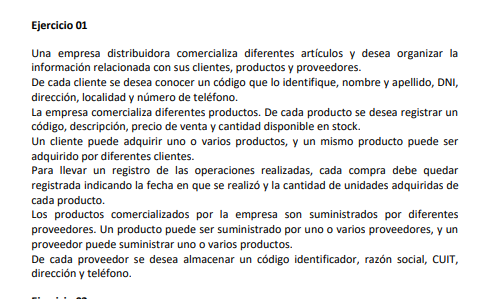 Ejercicio 01
Una empresa distribuidora comercializa diferentes artículos y desea organizar la
información relacionada con sus clientes, productos y proveedores.
De cada cliente se desea conocer un código que lo identifique, nombre y apellido, DNI,
dirección, localidad y número de teléfono.
La empresa comercializa diferentes productos. De cada producto se desea registrar un
código, descripción, precio de venta y cantidad disponible en stock.
Un cliente puede adquirir uno o varios productos, y un mismo producto puede ser
adquirido por diferentes clientes.
Para llevar un registro de las operaciones realizadas, cada compra debe quedar
registrada indicando la fecha en que se realizó y la cantidad de unidades adquiridas de
cada producto.
Los productos comercializados por la empresa son suministrados por diferentes
proveedores. Un producto puede ser suministrado por uno o varios proveedores, y un
proveedor puede suministrar uno o varios productos.
De cada proveedor se desea almacenar un código identificador, razón social, CUIT,
dirección y teléfono.